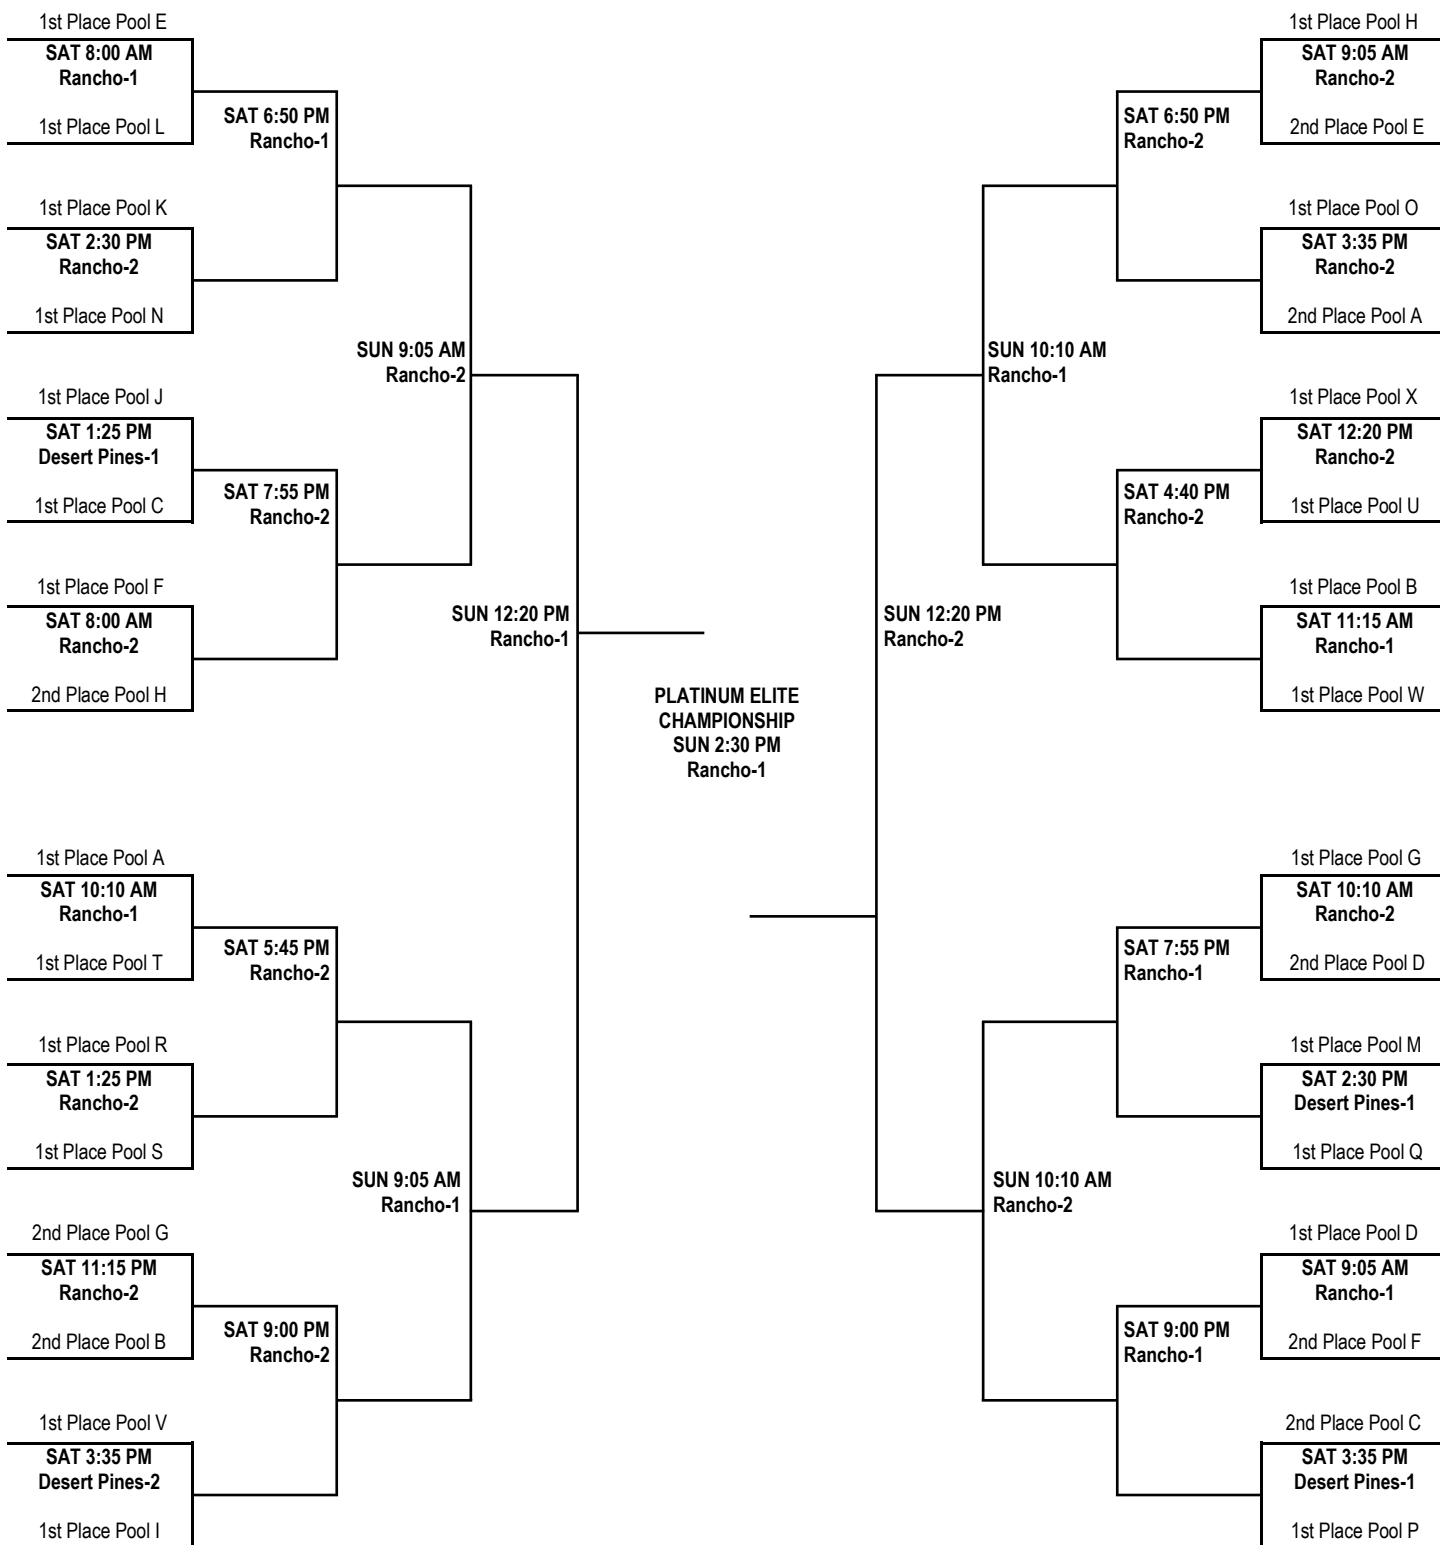 1st Place Pool E
SAT 8:00 AM
Rancho-1
1st Place Pool L
SAT 6:50 PM
Rancho-1
1st Place Pool K
SAT 2:30 PM
Rancho-2
1st Place Pool N
SUN 9:05 AM
Rancho-2
1st Place Pool J
SAT 1:25 PM
Desert Pines-1
1st Place Pool C
SAT 7:55 PM
Rancho-2
1st Place Pool F
SAT 8:00 AM
Rancho-2
2nd Place Pool H
SUN 12:20 PM
Rancho-1
1st Place Pool A
SAT 10:10 AM
Rancho-1
1st Place Pool T
SAT 5:45 PM
Rancho-2
1st Place Pool R
SAT 1:25 PM
Rancho-2
1st Place Pool S
SUN 9:05 AM
Rancho-1
2nd Place Pool G
SAT 11:15 PM
Rancho-2
2nd Place Pool B
SAT 9:00 PM
Rancho-2
1st Place Pool V
SAT 3:35 PM
Desert Pines-2
1st Place Pool I
PLATINUM ELITE
CHAMPIONSHIP
SUN 2:30 PM
Rancho-1
1st Place Pool H
SAT 9:05 AM
Rancho-2
2nd Place Pool E
SAT 6:50 PM
Rancho-2
1st Place Pool O
SAT 3:35 PM
Rancho-2
2nd Place Pool A
SUN 10:10 AM
Rancho-1
1st Place Pool X
SAT 12:20 PM
Rancho-2
1st Place Pool U
SAT 4:40 PM
Rancho-2
1st Place Pool B
SAT 11:15 AM
Rancho-1
1st Place Pool W
SUN 12:20 PM
Rancho-2
1st Place Pool G
SAT 10:10 AM
Rancho-2
2nd Place Pool D
SAT 7:55 PM
Rancho-1
1st Place Pool M
SAT 2:30 PM
Desert Pines-1
1st Place Pool Q
SUN 10:10 AM
Rancho-2
1st Place Pool D
SAT 9:05 AM
Rancho-1
2nd Place Pool F
SAT 9:00 PM
Rancho-1
2nd Place Pool C
SAT 3:35 PM
Desert Pines-1
1st Place Pool P